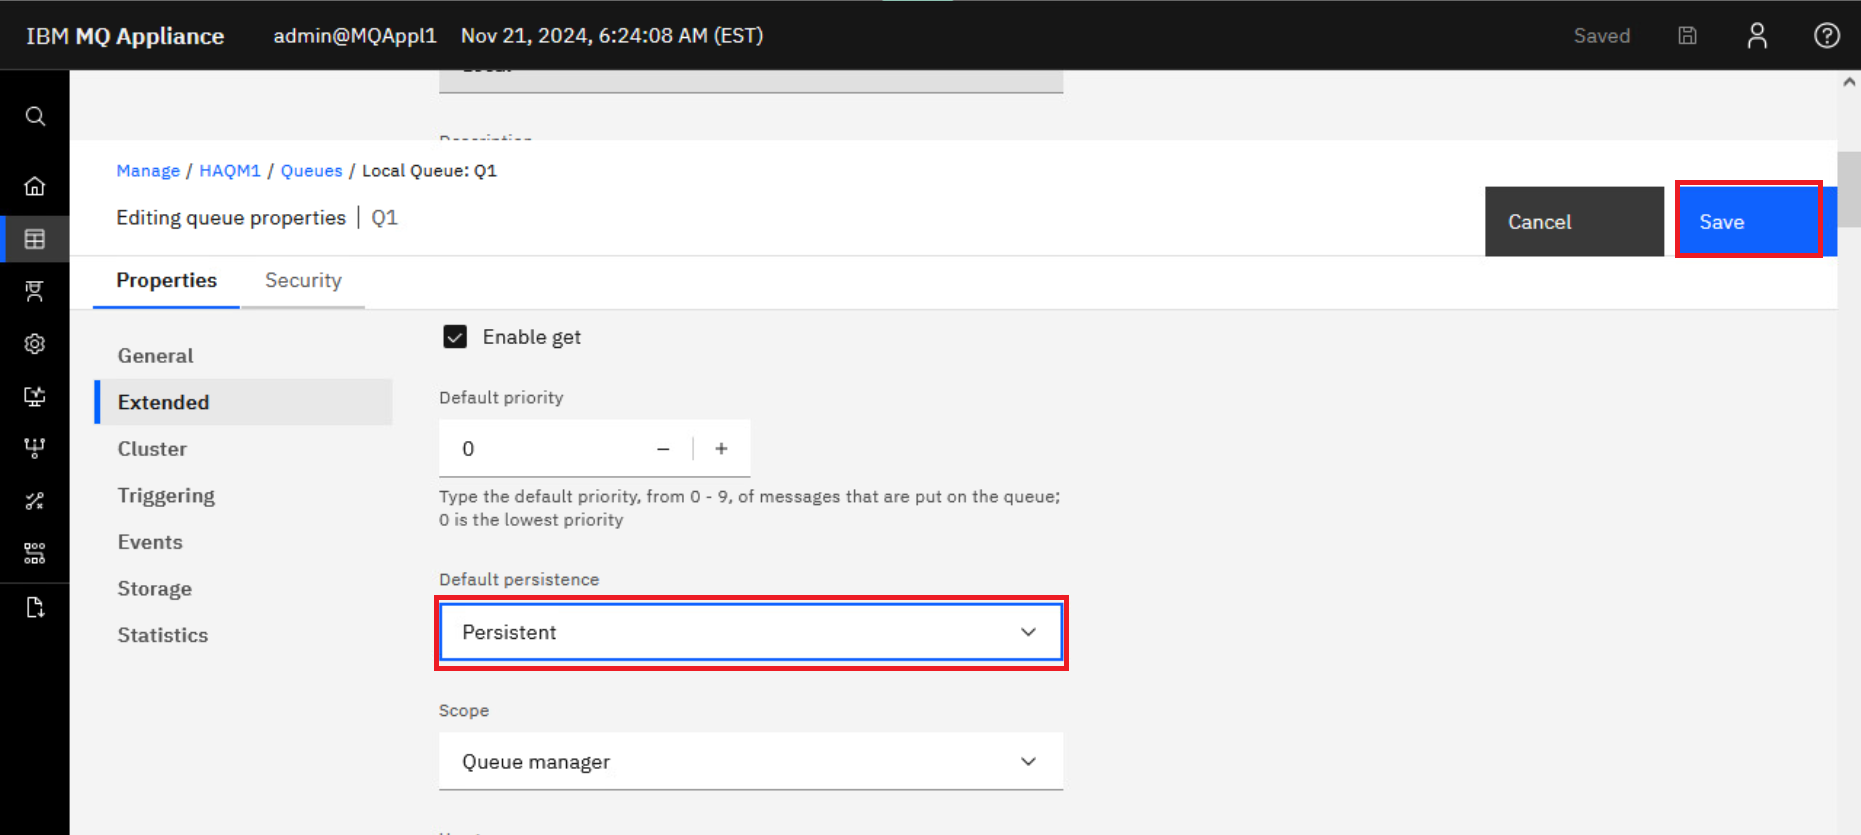 IBM MQ Appliance admin@MQAppl1 Nov 21, 2024, 6:24:08 AM (EST) Saved
Description
Manage / HAQM1 / Queues / Local Queue: Q1
Editing queue properties | Q1
Cancel
Save
Properties
Security
General
Extended
Cluster
Triggering
Events
Storage
Statistics
Enable get
Default priority
0
Type the default priority, from 0 - 9, of messages that are put on the queue;
0 is the lowest priority
Default persistence
Persistent
Scope
Queue manager